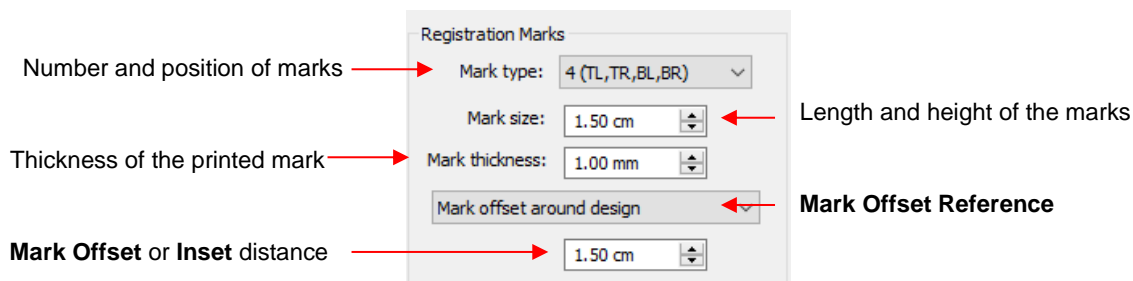 Registration Marks
Number and position of marks
Mark type: 4 (TL,TR,BL,BR)
Mark size: 1.50 cm
Length and height of the marks
Thickness of the printed mark
Mark thickness: 1.00 mm
Mark offset around design
Mark Offset Reference
Mark Offset or Inset distance
1.50 cm